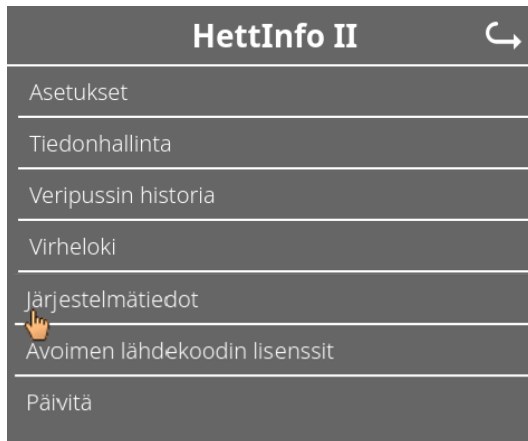 HettInfo II
Asetukset
Tiedonhallinta
Veripussin historia
Virheloki
Järjestelmätiedot
Avoimen lähdekoodin lisenssit
Päivitä